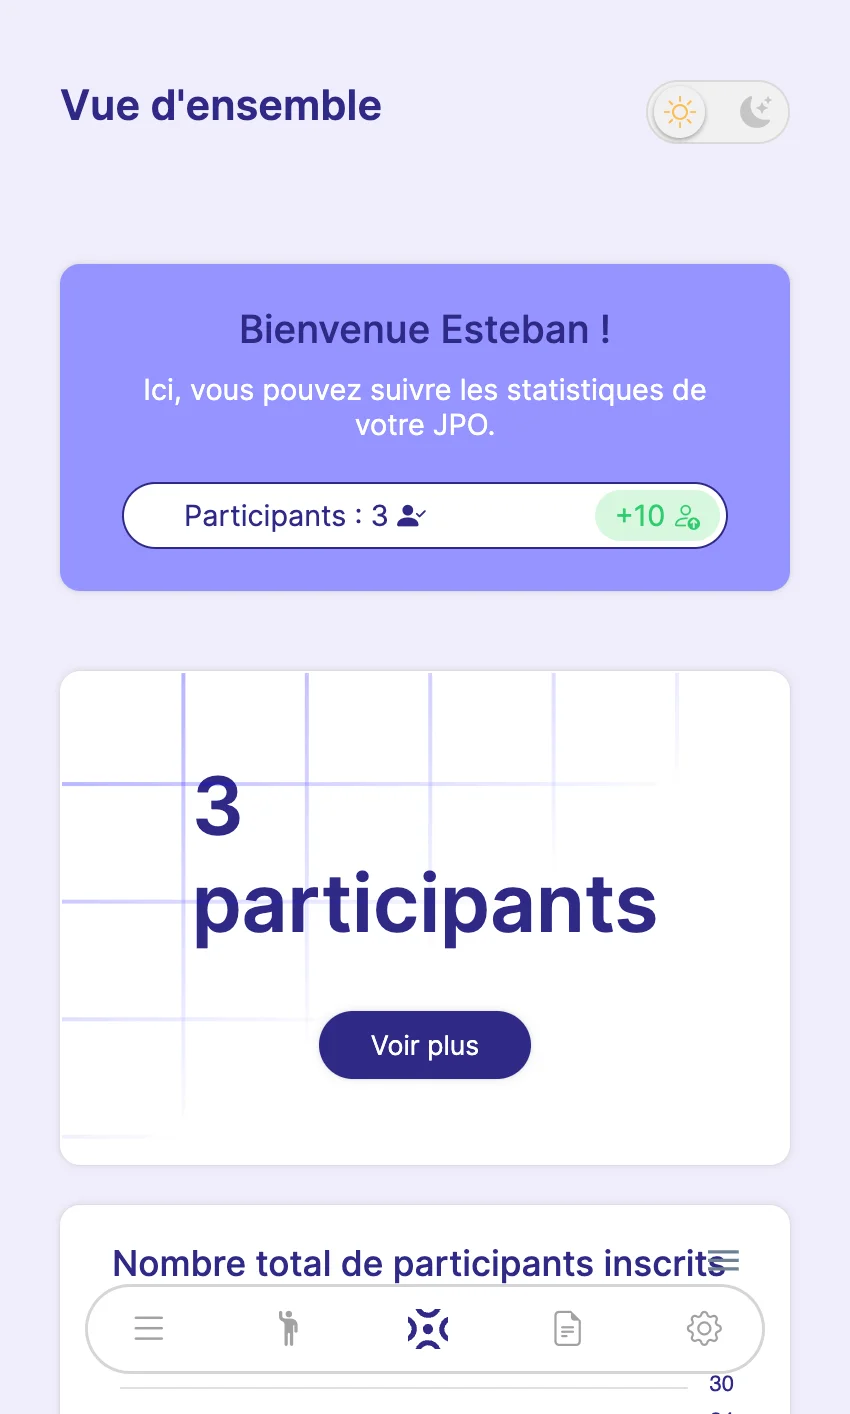 Vue d'ensemble
Bienvenue Esteban !
Ici, vous pouvez suivre les statistiques de
votre JPO.
Participants : 3
+10
3
participants
Voir plus
Nombre total de participants inscrits
30